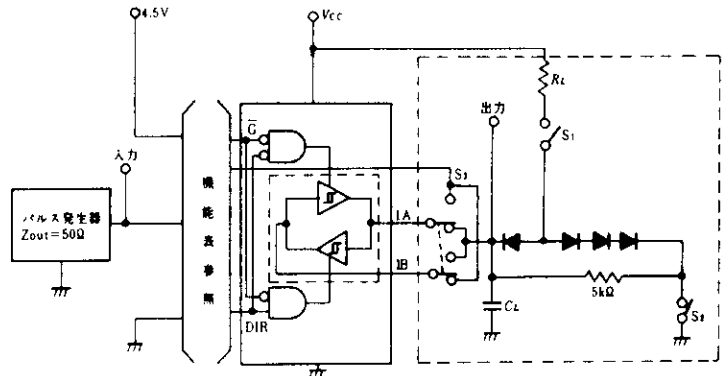 4.5V
VCC
RL
出力
S1
G
入力
S3
機能表参照
1A
パルス発生器
Zout=50Ω
1B
5kΩ
CL
S2
DIR